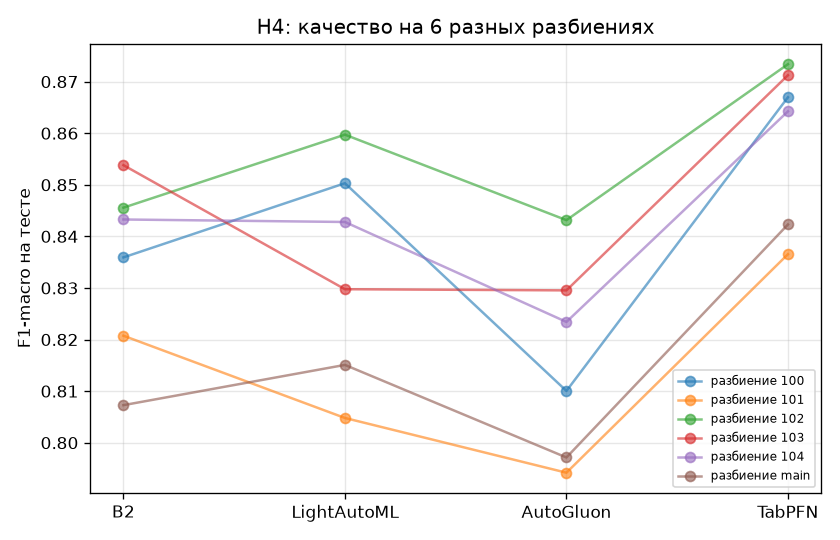 H4: качество на 6 разных разбиениях
F1-macro на тесте
0.87
0.86
0.85
0.84
0.83
0.82
0.81
0.80
B2
LightAutoML
AutoGluon
TabPFN
разбиение 100
разбиение 101
разбиение 102
разбиение 103
разбиение 104
разбиение main